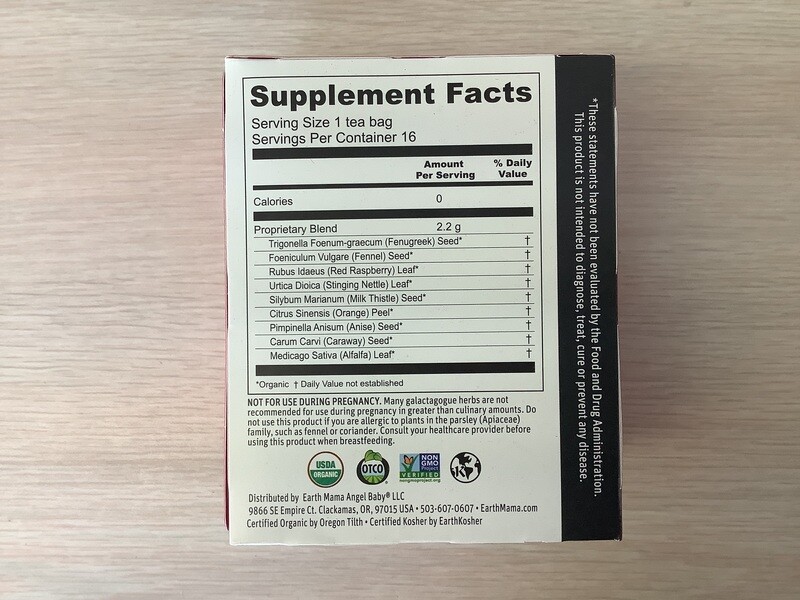 Supplement Facts
Serving Size 1 tea bag
Servings Per Container 16
Amount Per Serving % Daily Value
Calories 0
Proprietary Blend 2.2 g
Trigonella Foenum-graecum (Fenugreek) Seed* †
Foeniculum Vulgare (Fennel) Seed* †
Rubus Idaeus (Red Raspberry) Leaf* †
Urtica Dioica (Stinging Nettle) Leaf* †
Silybum Marianum (Milk Thistle) Seed* †
Citrus Sinensis (Orange) Peel* †
Pimpinella Anisum (Anise) Seed* †
Carum Carvi (Caraway) Seed* †
Medicago Sativa (Alfalfa) Leaf* †
*Organic † Daily Value not established
NOT FOR USE DURING PREGNANCY. Many galactagogue herbs are not
recommended for use during pregnancy in greater than culinary amounts. Do
not use this product if you are allergic to plants in the parsley (Apiaceae)
family, such as fennel or coriander. Consult your healthcare provider before
using this product when breastfeeding.
USDA
ORGANIC
OTCO
NON
GMO
Project
VERIFIED
nongmoproject.org
K
Distributed by Earth Mama Angel Baby® LLC
9866 SE Empire Ct. Clackamas, OR, 97015 USA • 503-607-0607 • EarthMama.com
Certified Organic by Oregon Tilth • Certified Kosher by EarthKosher
*These statements have not been evaluated by the Food and Drug Administration.
This product is not intended to diagnose, treat, cure or prevent any disease.